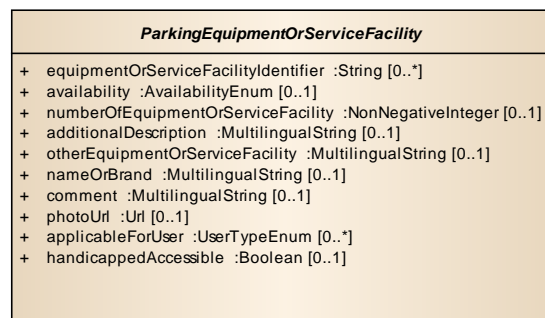 ParkingEquipmentOrServiceFacility
+ equipmentOrServiceFacilityIdentifier :String [0..*]
+ availability :AvailabilityEnum [0..1]
+ numberOfEquipmentOrServiceFacility :NonNegativeInteger [0..1]
+ additionalDescription :MultilingualString [0..1]
+ otherEquipmentOrServiceFacility :MultilingualString [0..1]
+ nameOrBrand :MultilingualString [0..1]
+ comment :MultilingualString [0..1]
+ photoUrl :Url [0..1]
+ applicableForUser :UserTypeEnum [0..*]
+ handicappedAccessible :Boolean [0..1]